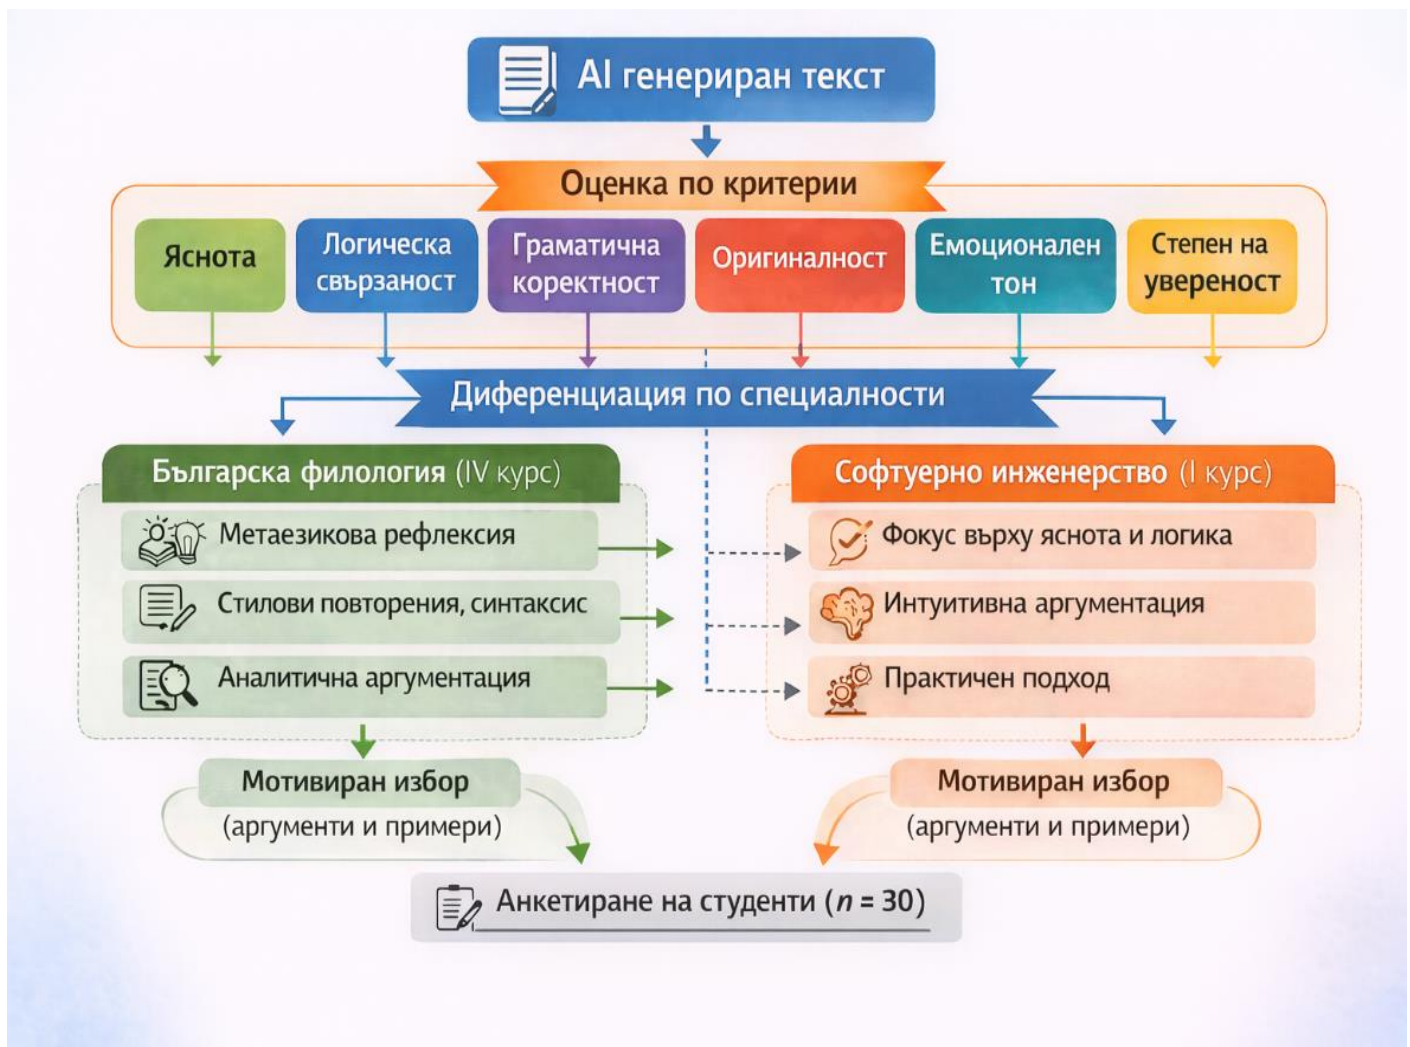 AI генериран текст
Оценка по критерии
Яснота
Логическа
свързаност
Граматична
коректност
Оригиналност
Емоционален
тон
Степен на
увереност
Диференциация по специалности
Българска филология (IV курс)
Метаезикова рефлексия
Стилови повторения, синтаксис
Аналитична аргументация
Мотивиран избор
(аргументи и примери)
Софтуерно инженерство (I курс)
Фокус върху яснота и логика
Интуитивна аргументация
Практичен подход
Мотивиран избор
(аргументи и примери)
Анкетиране на студенти (n = 30)